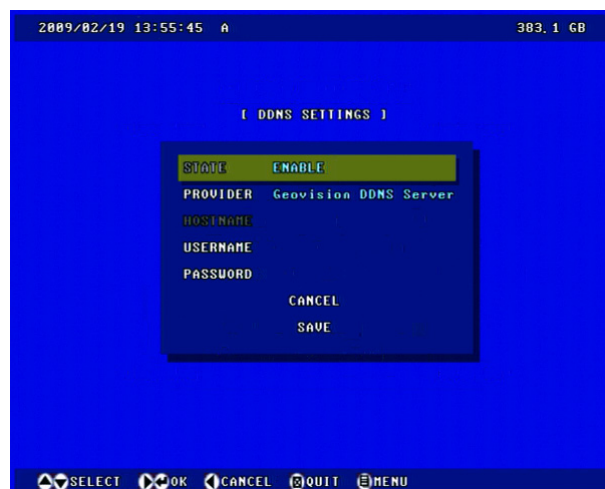 2009/02/19 13:55:45 A 383.1 GB
[ DDNS SETTINGS ]
STATE ENABLE
PROVIDER Geovision DDNS Server
HOSTNAME
USERNAME
PASSWORD
CANCEL
SAVE
SELECT OK CANCEL QUIT MENU